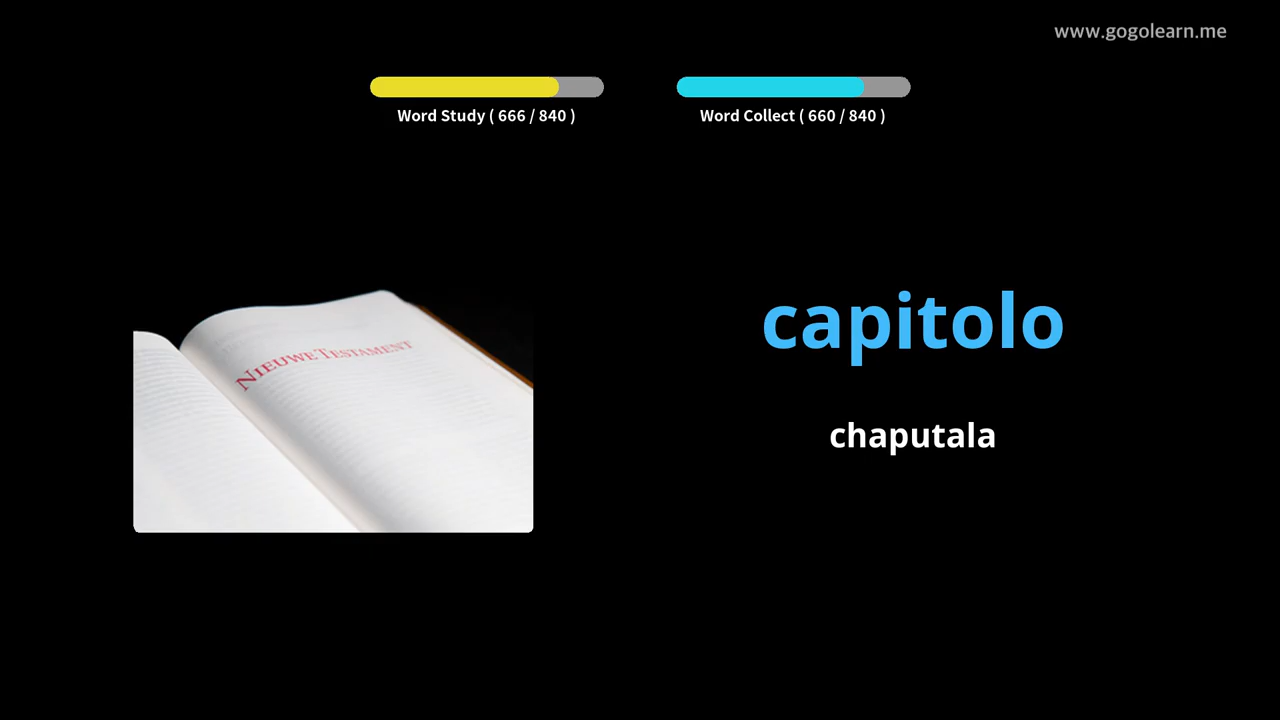 www.gogolearn.me
Word Study ( 666 / 840 )
Word Collect ( 660 / 840 )
NIEUWE TESTAMENT
capitolo
chaputala